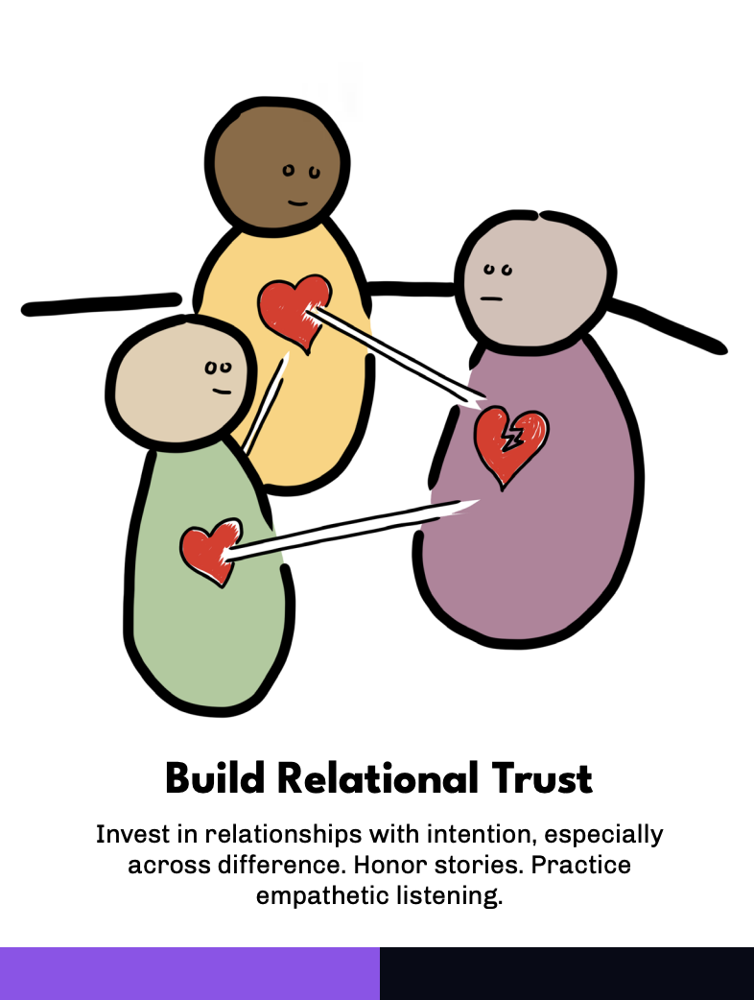 Build Relational Trust
Invest in relationships with intention, especially
across difference. Honor stories. Practice
empathetic listening.